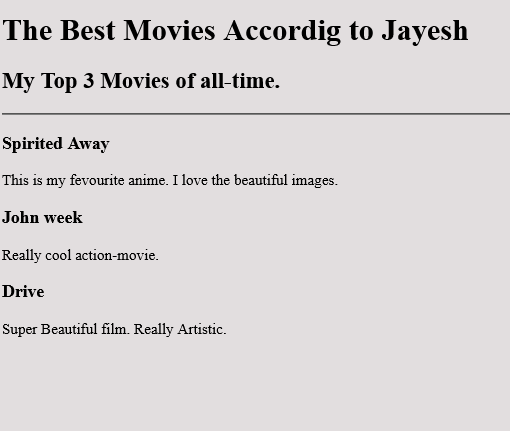 The Best Movies Accordig to Jayesh
My Top 3 Movies of all-time.
Spirited Away
This is my fevourite anime. I love the beautiful images.
John week
Really cool action-movie.
Drive
Super Beautiful film. Really Artistic.